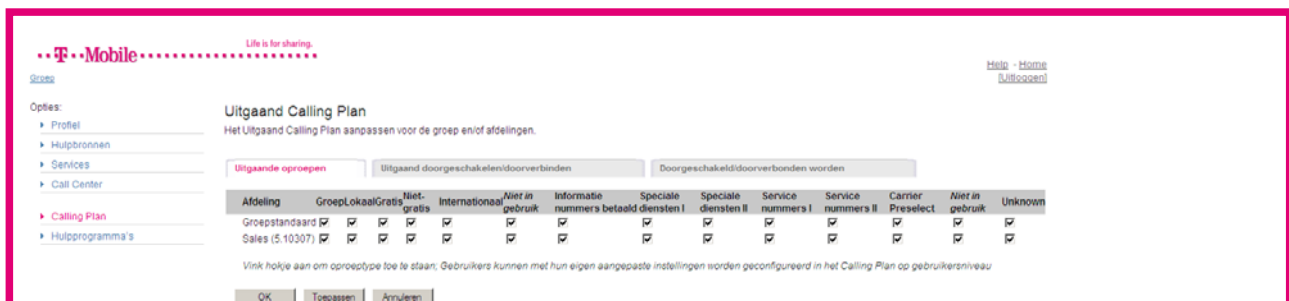 Life is for sharing.
··T··Mobile
Help - Home
[Uitloggen]
Groep
Opties:
Profiel
Hulpbronnen
Services
Call Center
Calling Plan
Hulpprogramma's
Uitgaand Calling Plan
Het Uitgaand Calling Plan aanpassen voor de groep en/of afdelingen.
Uitgaande oproepen Uitgaand doorgeschakelen/doorverbinden Doorgeschakeld/doorverbonden worden
Afdeling Groep Lokaal Gratis Niet-gratis Internationaal Niet in gebruik Informatie nummers betaald Speciale diensten I Speciale diensten II Service nummers I Service nummers II Carrier Preselect Niet in gebruik Unknown
Groepstandaard
Sales (5.10307)
Vink hokje aan om oproeptype toe te staan; Gebruikers kunnen met hun eigen aangepaste instellingen worden geconfigureerd in het Calling Plan op gebruikersniveau
OK Toepassen Annuleren